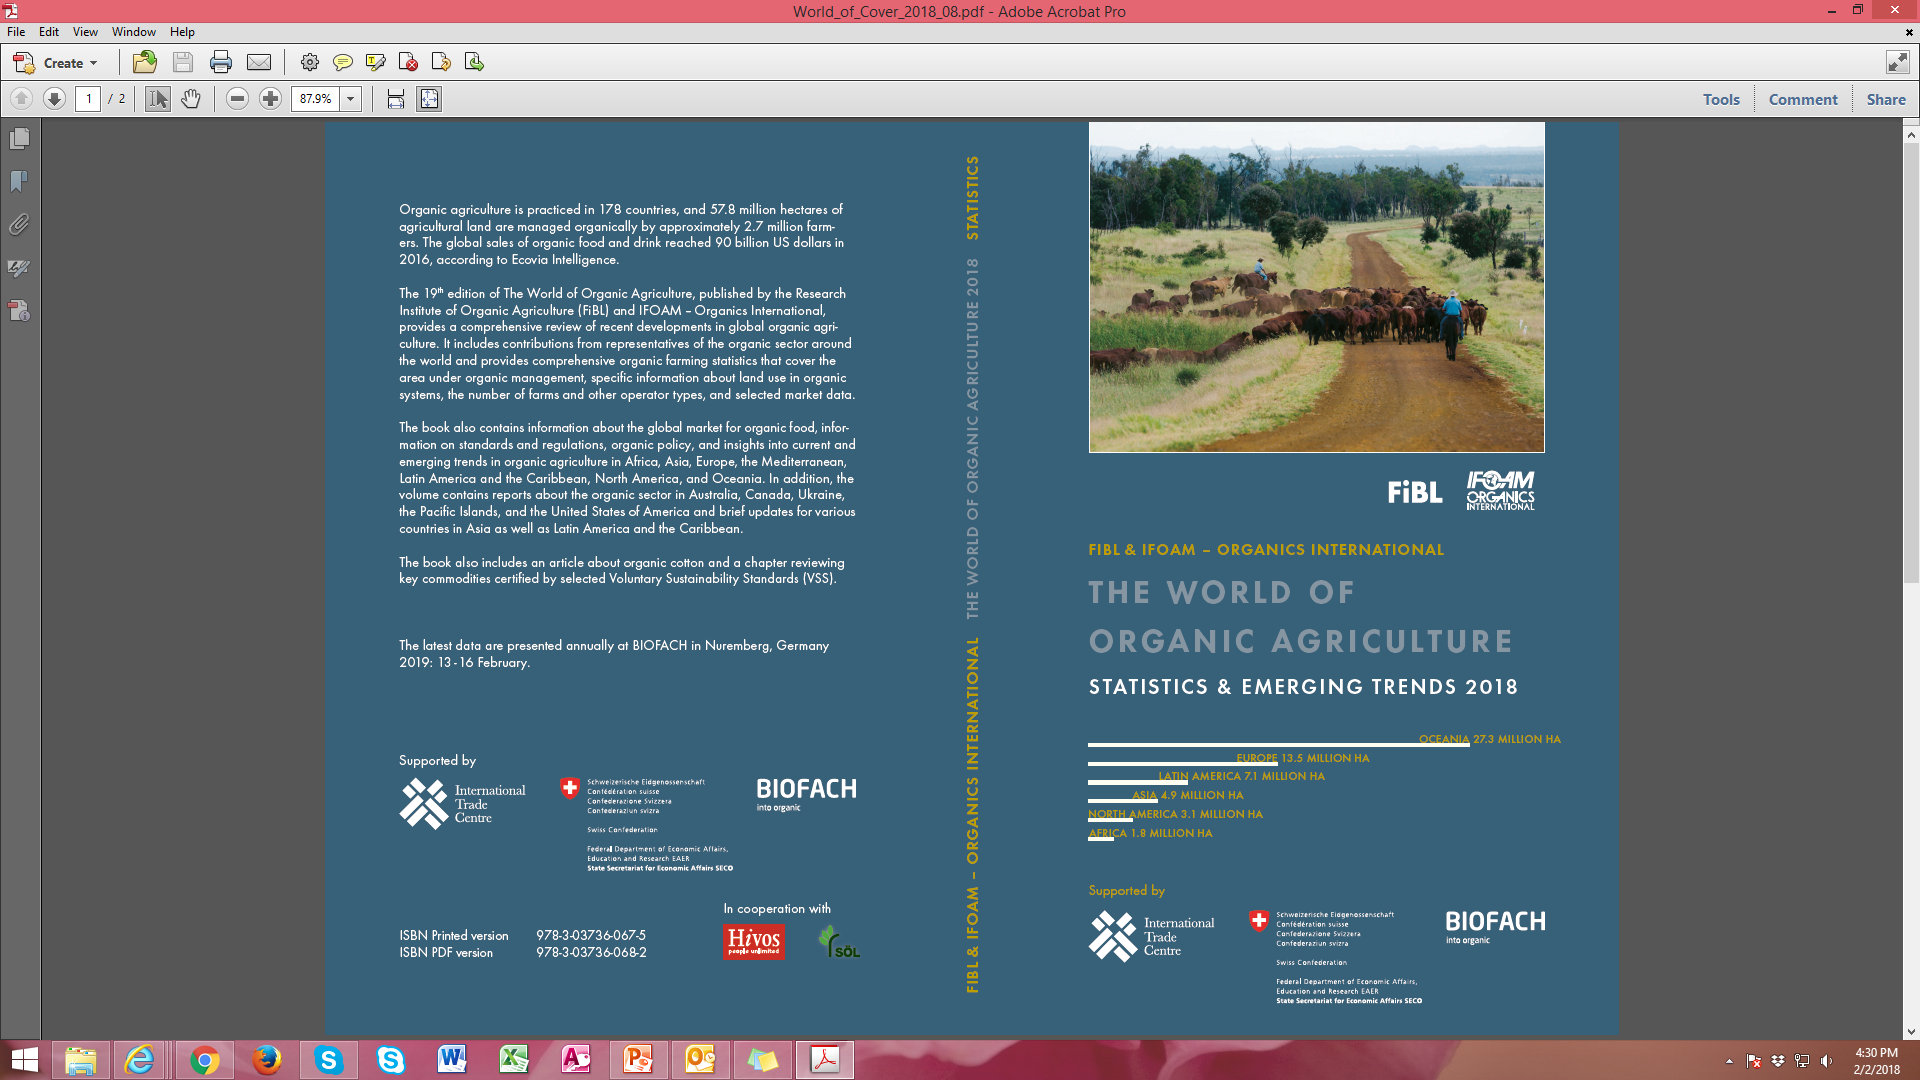 World_of_Cover_2018_08.pdf - Adobe Acrobat Pro
File Edit View Window Help
Create
1 / 2
87.9%
Tools Comment Share
Organic agriculture is practiced in 178 countries, and 57.8 million hectares of
agricultural land are managed organically by approximately 2.7 million farm-
ers. The global sales of organic food and drink reached 90 billion US dollars in
2016, according to Ecovia Intelligence.
The 19th edition of The World of Organic Agriculture, published by the Research
Institute of Organic Agriculture (FiBL) and IFOAM – Organics International,
provides a comprehensive review of recent developments in global organic agri-
culture. It includes contributions from representatives of the organic sector around
the world and provides comprehensive organic farming statistics that cover the
area under organic management, specific information about land use in organic
systems, the number of farms and other operator types, and selected market data.
The book also contains information about the global market for organic food, infor-
mation on standards and regulations, organic policy, and insights into current and
emerging trends in organic agriculture in Africa, Asia, Europe, the Mediterranean,
Latin America and the Caribbean, North America, and Oceania. In addition, the
volume contains reports about the organic sector in Australia, Canada, Ukraine,
the Pacific Islands, and the United States of America and brief updates for various
countries in Asia as well as Latin America and the Caribbean.
The book also includes an article about organic cotton and a chapter reviewing
key commodities certified by selected Voluntary Sustainability Standards (VSS).
The latest data are presented annually at BIOFACH in Nuremberg, Germany
2019: 13-16 February.
Supported by
International
Trade
Centre
Schweizerische Eidgenossenschaft
Confédération suisse
Confederazione Svizzera
Confederaziun svizra
Swiss Confederation
Federal Department of Economic Affairs,
Education and Research EAER
State Secretariat for Economic Affairs SECO
BIOFACH
into organic
In cooperation with
Hivos
people unlimited
SÖL
ISBN Printed version 978-3-03736-067-5
ISBN PDF version 978-3-03736-068-2
FIBL & IFOAM – ORGANICS INTERNATIONAL THE WORLD OF ORGANIC AGRICULTURE 2018 STATISTICS
FiBL
IFOAM
ORGANICS
INTERNATIONAL
FIBL & IFOAM – ORGANICS INTERNATIONAL
THE WORLD OF
ORGANIC AGRICULTURE
STATISTICS & EMERGING TRENDS 2018
OCEANIA 27.3 MILLION HA
EUROPE 13.5 MILLION HA
LATIN AMERICA 7.1 MILLION HA
ASIA 4.9 MILLION HA
NORTH AMERICA 3.1 MILLION HA
AFRICA 1.8 MILLION HA
Supported by
International
Trade
Centre
Schweizerische Eidgenossenschaft
Confédération suisse
Confederazione Svizzera
Confederaziun svizra
Swiss Confederation
Federal Department of Economic Affairs,
Education and Research EAER
State Secretariat for Economic Affairs SECO
BIOFACH
into organic
4:30 PM
2/2/2018